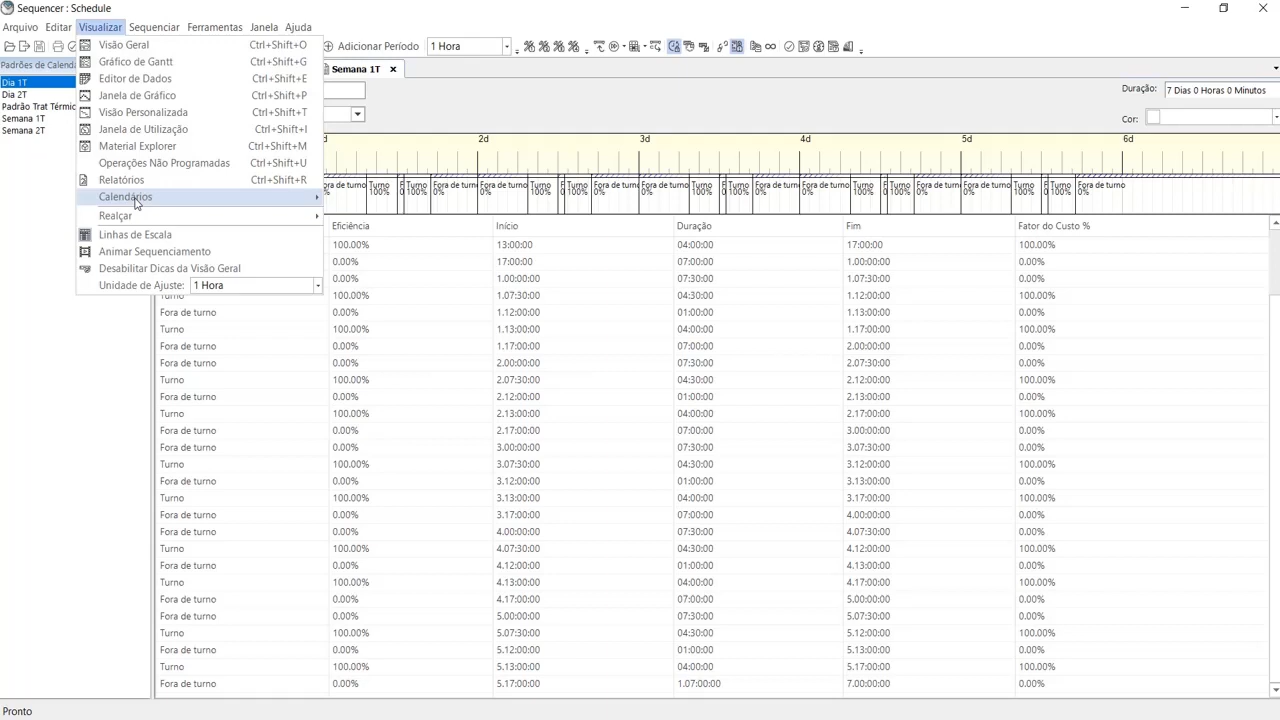 Sequencer : Schedule
Arquivo Editar Visualizar Sequenciar Ferramentas Janela Ajuda
Adicionar Período 1 Hora
Padrões de Calend
Dia 1T
Dia 2T
Padrão Trat Térmic
Semana 1T
Semana 2T
Visão Geral Ctrl+Shift+O
Gráfico de Gantt Ctrl+Shift+G
Editor de Dados Ctrl+Shift+E
Janela de Gráfico Ctrl+Shift+P
Visão Personalizada Ctrl+Shift+T
Janela de Utilização Ctrl+Shift+I
Material Explorer Ctrl+Shift+M
Operações Não Programadas Ctrl+Shift+U
Relatórios Ctrl+Shift+R
Calendários
Realçar
Linhas de Escala
Animar Sequenciamento
Desabilitar Dicas da Visão Geral
Unidade de Ajuste: 1 Hora
Semana 1T
Duração: 7 Dias 0 Horas 0 Minutos
Cor:
2d 3d 4d 5d 6d
Eficiência Início Duração Fim Fator do Custo %
100.00% 13:00:00 04:00:00 17:00:00 100.00%
0.00% 17:00:00 07:00:00 1.00:00:00 0.00%
0.00% 1.00:00:00 07:30:00 1.07:30:00 0.00%
Turno 100.00% 1.07:30:00 04:30:00 1.12:00:00 100.00%
Fora de turno 0.00% 1.12:00:00 01:00:00 1.13:00:00 0.00%
Turno 100.00% 1.13:00:00 04:00:00 1.17:00:00 100.00%
Fora de turno 0.00% 1.17:00:00 07:00:00 2.00:00:00 0.00%
Fora de turno 0.00% 2.00:00:00 07:30:00 2.07:30:00 0.00%
Turno 100.00% 2.07:30:00 04:30:00 2.12:00:00 100.00%
Fora de turno 0.00% 2.12:00:00 01:00:00 2.13:00:00 0.00%
Turno 100.00% 2.13:00:00 04:00:00 2.17:00:00 100.00%
Fora de turno 0.00% 2.17:00:00 07:00:00 3.00:00:00 0.00%
Fora de turno 0.00% 3.00:00:00 07:30:00 3.07:30:00 0.00%
Turno 100.00% 3.07:30:00 04:30:00 3.12:00:00 100.00%
Fora de turno 0.00% 3.12:00:00 01:00:00 3.13:00:00 0.00%
Turno 100.00% 3.13:00:00 04:00:00 3.17:00:00 100.00%
Fora de turno 0.00% 3.17:00:00 07:00:00 4.00:00:00 0.00%
Fora de turno 0.00% 4.00:00:00 07:30:00 4.07:30:00 0.00%
Turno 100.00% 4.07:30:00 04:30:00 4.12:00:00 100.00%
Fora de turno 0.00% 4.12:00:00 01:00:00 4.13:00:00 0.00%
Turno 100.00% 4.13:00:00 04:00:00 4.17:00:00 100.00%
Fora de turno 0.00% 4.17:00:00 07:00:00 5.00:00:00 0.00%
Fora de turno 0.00% 5.00:00:00 07:30:00 5.07:30:00 0.00%
Turno 100.00% 5.07:30:00 04:30:00 5.12:00:00 100.00%
Fora de turno 0.00% 5.12:00:00 01:00:00 5.13:00:00 0.00%
Turno 100.00% 5.13:00:00 04:00:00 5.17:00:00 100.00%
Fora de turno 0.00% 5.17:00:00 1.07:00:00 7.00:00:00 0.00%
Pronto